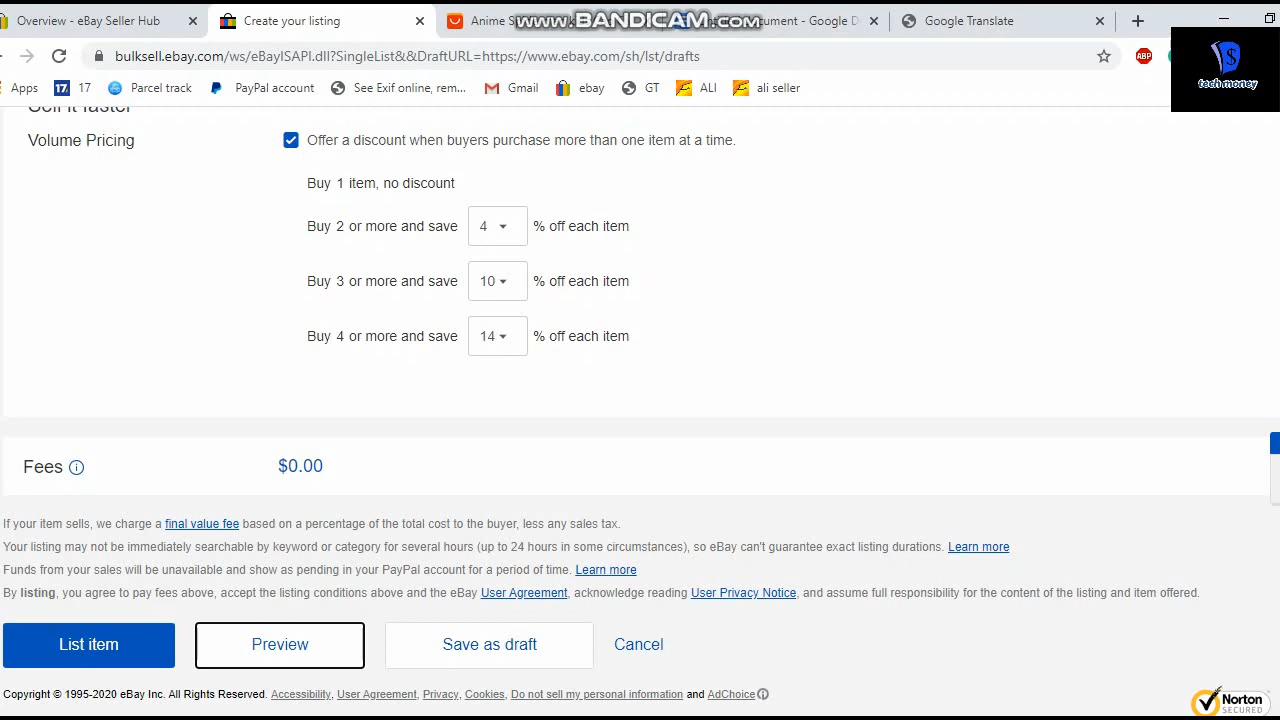 Overview - eBay Seller Hub
Create your listing
Anime S
www.BANDICAM.com
ument - Google D
Google Translate
bulksell.ebay.com/ws/eBayISAPI.dll?SingleList&&DraftURL=https://www.ebay.com/sh/lst/drafts
ABP
tech money
Apps
17 17
Parcel track
PayPal account
See Exif online, rem...
Gmail
ebay
GT
ALI
ali seller
Sell it faster
Volume Pricing
Offer a discount when buyers purchase more than one item at a time.
Buy 1 item, no discount
Buy 2 or more and save 4 % off each item
Buy 3 or more and save 10 % off each item
Buy 4 or more and save 14 % off each item
Fees $0.00
If your item sells, we charge a final value fee based on a percentage of the total cost to the buyer, less any sales tax.
Your listing may not be immediately searchable by keyword or category for several hours (up to 24 hours in some circumstances), so eBay can't guarantee exact listing durations. Learn more
Funds from your sales will be unavailable and show as pending in your PayPal account for a period of time. Learn more
By listing, you agree to pay fees above, accept the listing conditions above and the eBay User Agreement, acknowledge reading User Privacy Notice, and assume full responsibility for the content of the listing and item offered.
List item
Preview
Save as draft
Cancel
Copyright © 1995-2020 eBay Inc. All Rights Reserved. Accessibility, User Agreement, Privacy, Cookies, Do not sell my personal information and AdChoice
Norton
SECURED